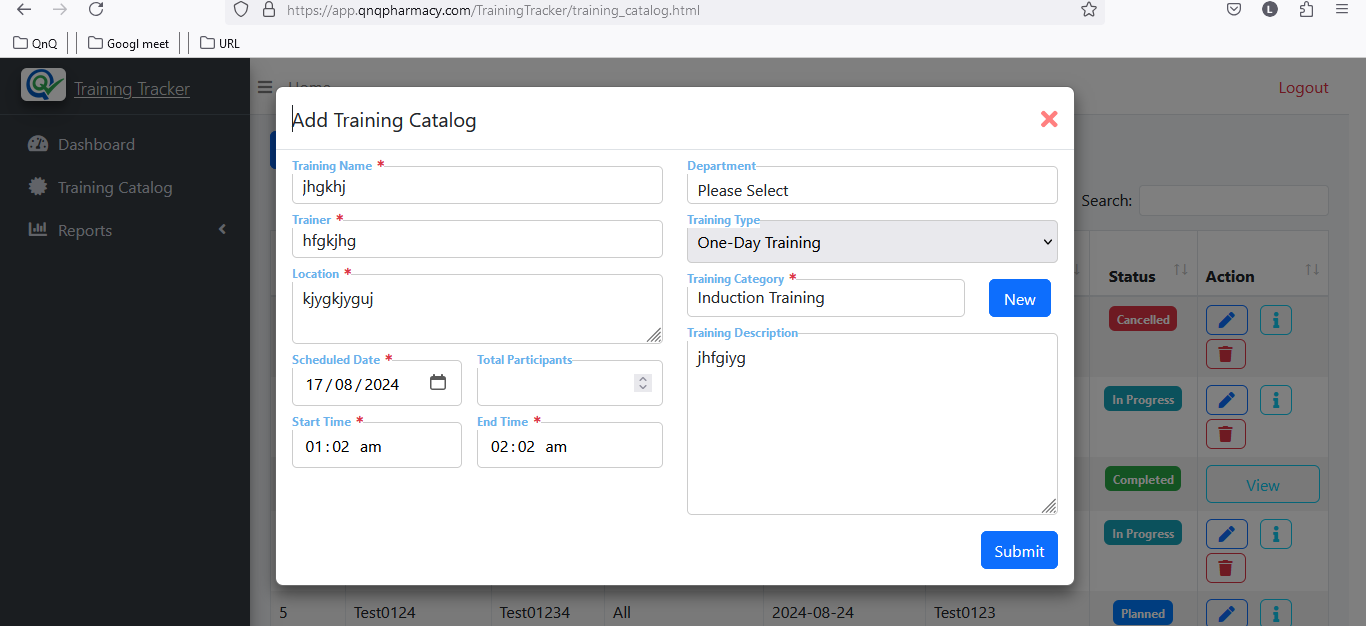 https://app.qnqpharmacy.com/TrainingTracker/training_catalog.html
L
QnQ
Googl meet
URL
Training Tracker
Home
Logout
Dashboard
Training Catalog
Reports
Add Training Catalog
Training Name *
jhgkhj
Department
Please Select
Trainer *
hfgkjhg
Training Type
One-Day Training
Location *
kjygkjyguj
Training Category *
Induction Training
New
Training Description
jhfgiyg
Scheduled Date *
17/08/2024
Total Participants
Start Time *
01:02 am
End Time *
02:02 am
Submit
Search:
Status
Action
Cancelled
In Progress
Completed
View
In Progress
5 Test0124 Test01234 All 2024-08-24 Test0123 Planned